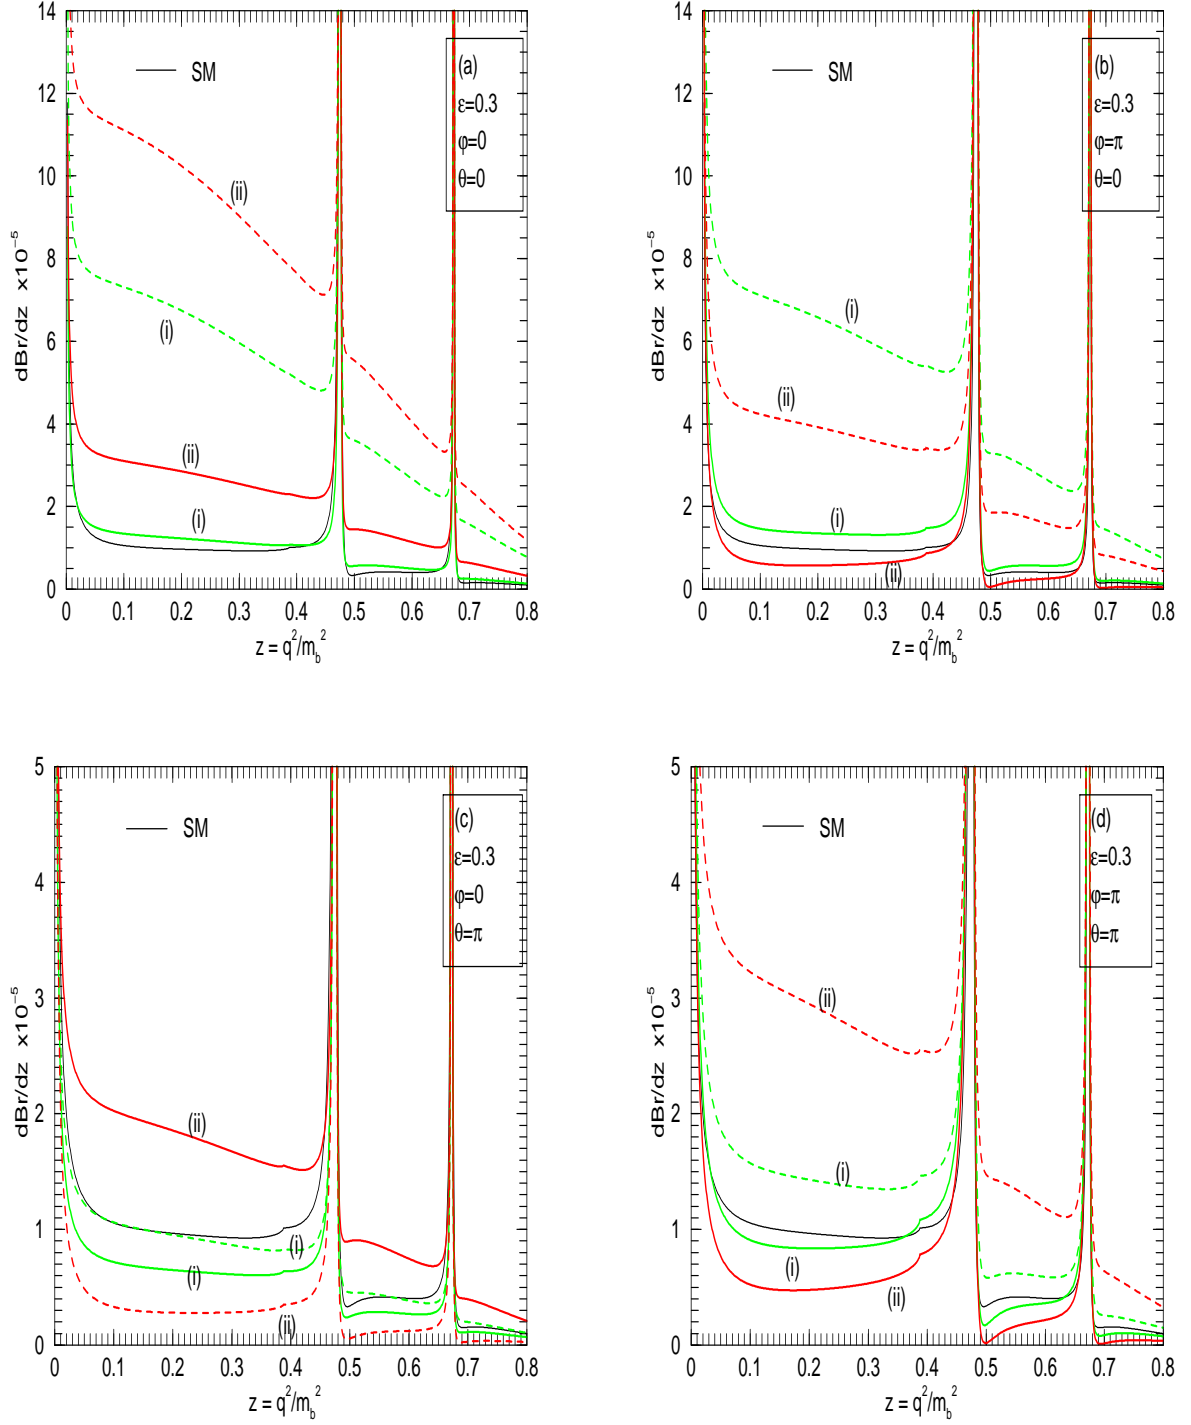 14
12
10
8
6
4
2
0
dBr/dz x10⁻⁵
SM
(a)
ε=0.3
φ=0
θ=0
(ii)
(i)
(ii)
(i)
0 0.1 0.2 0.3 0.4 0.5 0.6 0.7 0.8
z = q²/m_b²
14
12
10
8
6
4
2
0
dBr/dz x10⁻⁵
SM
(b)
ε=0.3
φ=π
θ=0
(i)
(ii)
(i)
(ii)
0 0.1 0.2 0.3 0.4 0.5 0.6 0.7 0.8
z = q²/m_b²
5
4
3
2
1
0
dBr/dz x10⁻⁵
SM
(c)
ε=0.3
φ=0
θ=π
(ii)
(i)
(i)
(ii)
0 0.1 0.2 0.3 0.4 0.5 0.6 0.7 0.8
z = q²/m_b²
5
4
3
2
1
0
dBr/dz x10⁻⁵
SM
(d)
ε=0.3
φ=π
θ=π
(ii)
(i)
(i)
(ii)
0 0.1 0.2 0.3 0.4 0.5 0.6 0.7 0.8
z = q²/m_b²